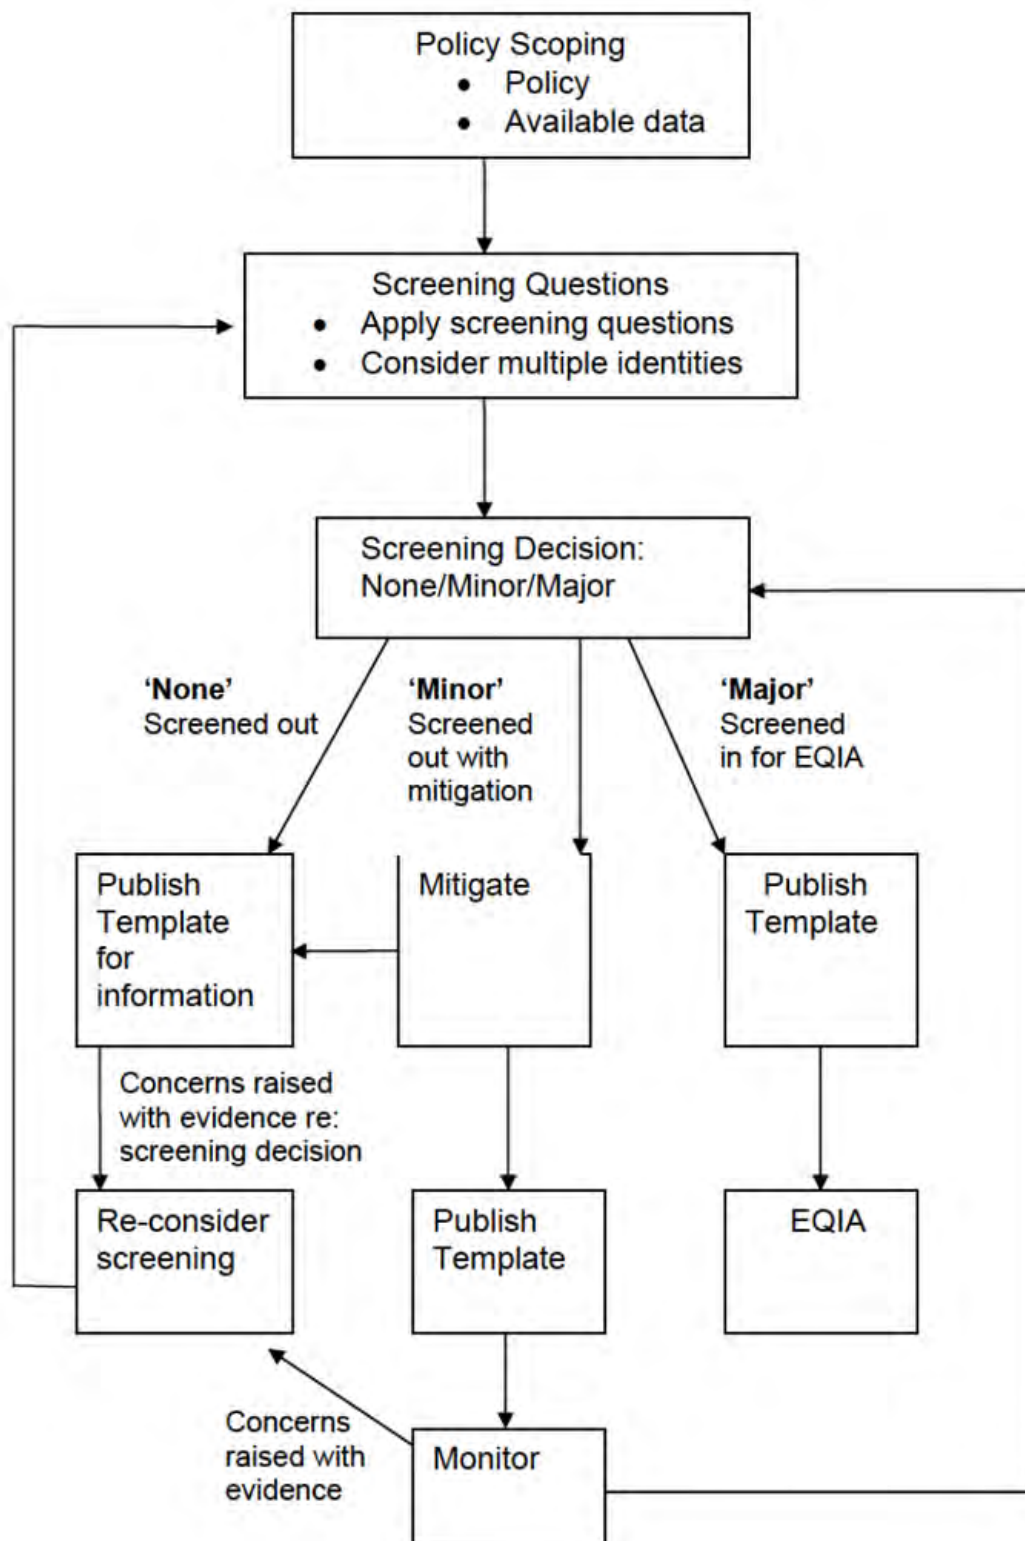 Policy Scoping
• Policy
• Available data
Screening Questions
• Apply screening questions
• Consider multiple identities
Screening Decision:
None/Minor/Major
‘None’
Screened out
‘Minor’
Screened
out with
mitigation
‘Major’
Screened
in for EQIA
Publish
Template
for
information
Mitigate
Publish
Template
Concerns raised
with evidence re:
screening decision
Re-consider
screening
Publish
Template
EQIA
Concerns
raised with
evidence
Monitor